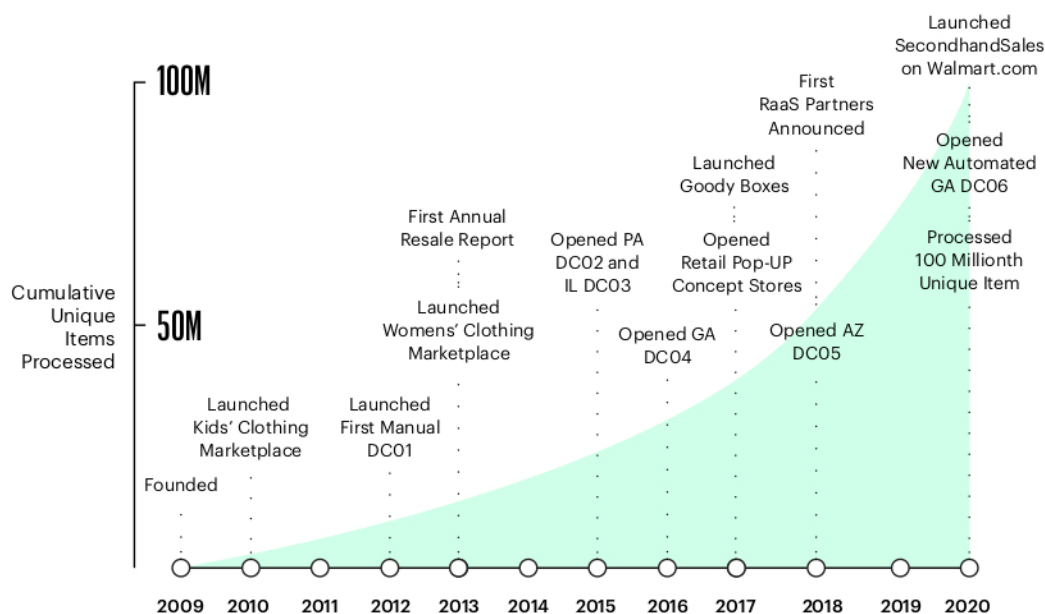 Launched
SecondhandSales
on Walmart.com
100M
First
RaaS Partners
Announced
Opened
New Automated
GA DC06
Launched
Goody Boxes
First Annual
Resale Report
Opened PA
DC02 and
IL DC03
Opened
Retail Pop-UP
Concept Stores
Processed
100 Millionth
Unique Item
Cumulative
Unique
Items
Processed
50M
Launched
Womens’ Clothing
Marketplace
Opened GA
DC04
Opened AZ
DC05
Launched
Kids’ Clothing
Marketplace
Launched
First Manual
DC01
Founded
2009 2010 2011 2012 2013 2014 2015 2016 2017 2018 2019 2020